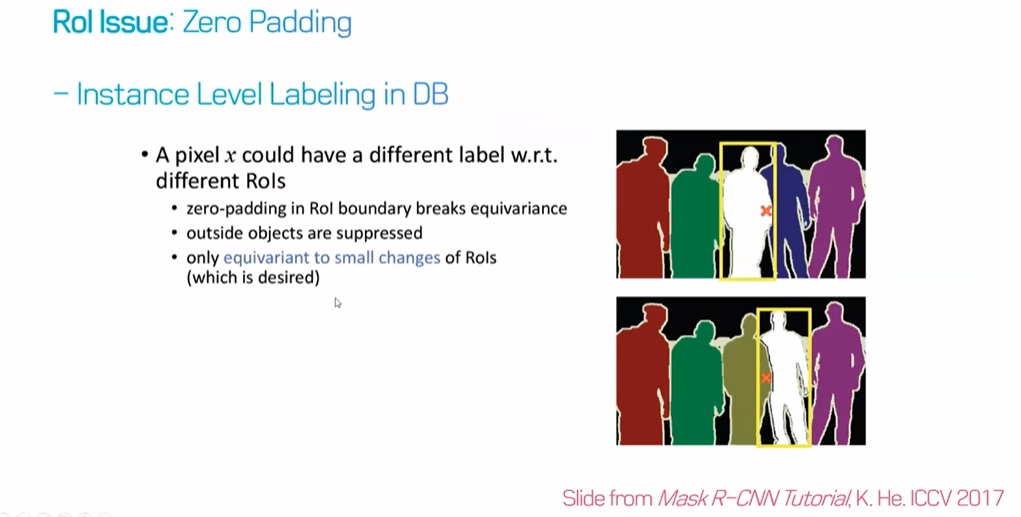 RoI Issue: Zero Padding
– Instance Level Labeling in DB
• A pixel x could have a different label w.r.t.
different RoIs
• zero-padding in RoI boundary breaks equivariance
• outside objects are suppressed
• only equivariant to small changes of RoIs
(which is desired)
Slide from Mask R-CNN Tutorial, K. He. ICCV 2017